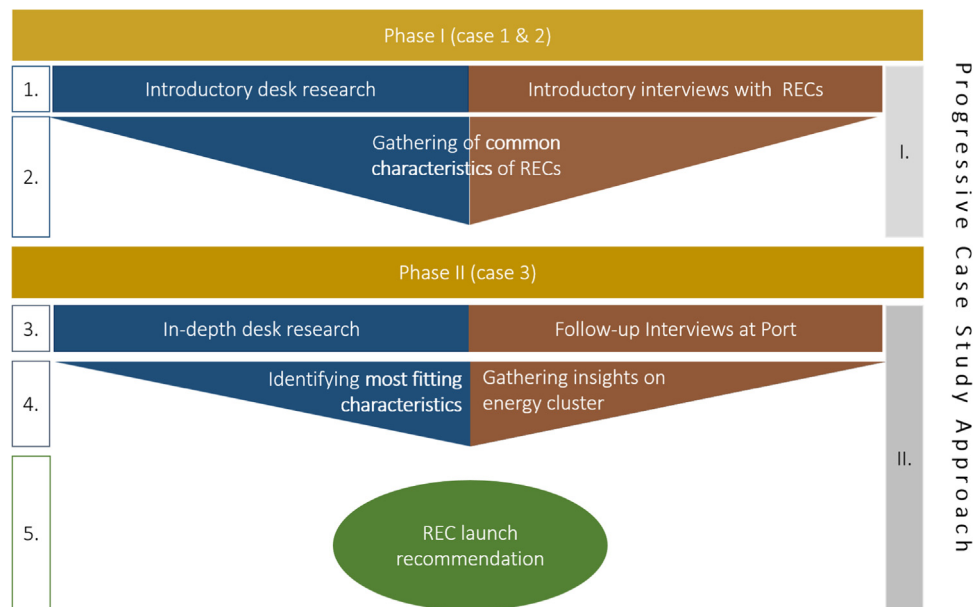 Phase I (case 1 & 2)
1.
Introductory desk research
Introductory interviews with RECs
2.
Gathering of common
characteristics of RECs
I.
Phase II (case 3)
3.
In-depth desk research
Follow-up Interviews at Port
4.
Identifying most fitting
characteristics
Gathering insights on
energy cluster
5.
REC launch
recommendation
II.
Progressive Case Study Approach